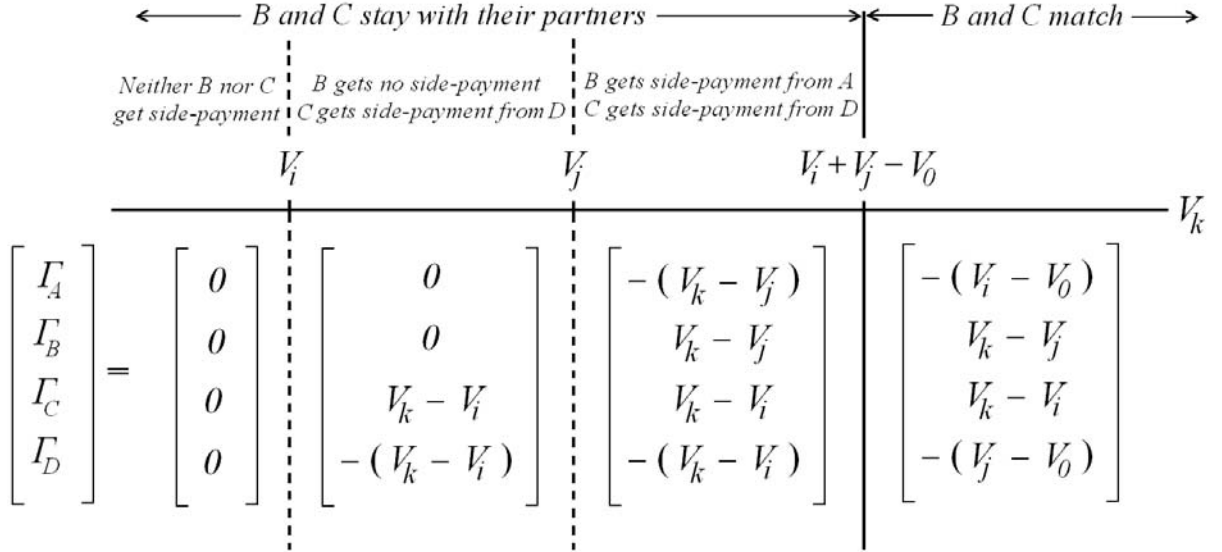 B and C stay with their partners B and C match
Neither B nor C B gets no side-payment B gets side-payment from A
get side-payment C gets side-payment from D C gets side-payment from D
V_i V_j V_i + V_j − V_0
V_k
Γ_A 0 0 −( V_k − V_j ) −( V_i − V_0 )
Γ_B 0 0 V_k − V_j V_k − V_j
=
Γ_C 0 V_k − V_i V_k − V_i V_k − V_i
Γ_D 0 −( V_k − V_i ) −( V_k − V_i ) −( V_j − V_0 )